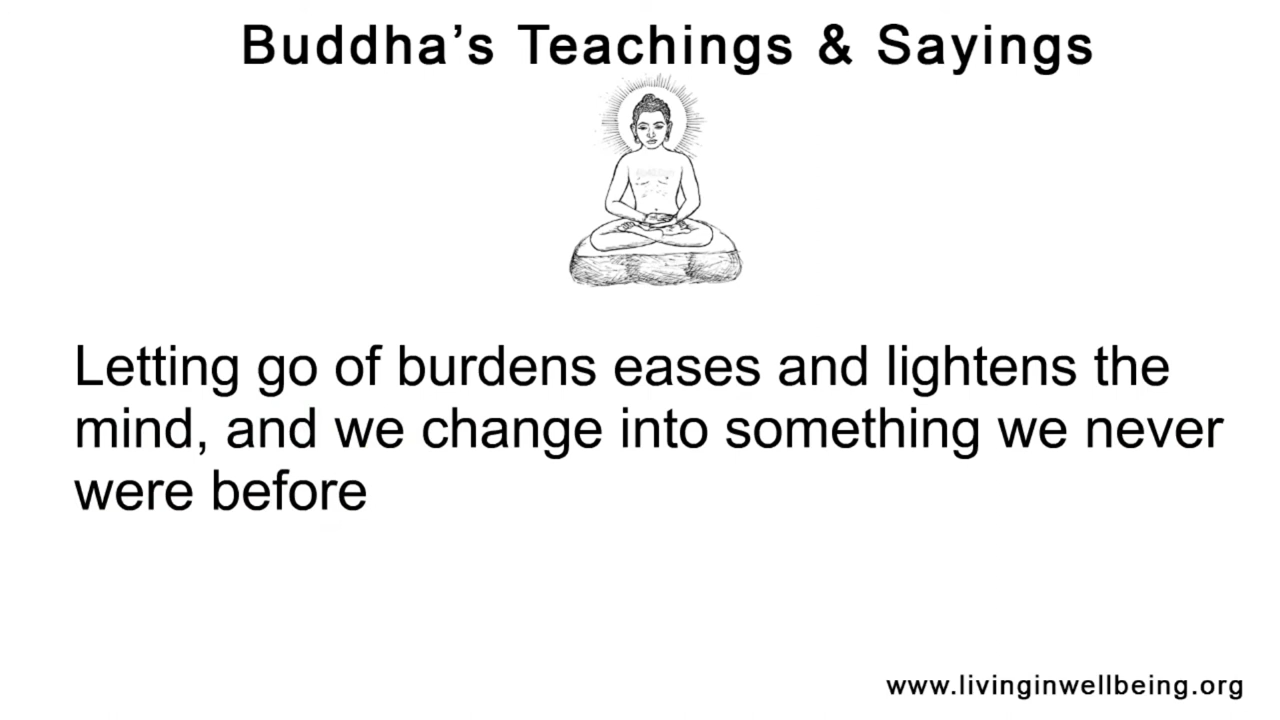 Buddha’s Teachings & Sayings
Letting go of burdens eases and lightens the
mind, and we change into something we never
were before
www.livinginwellbeing.org